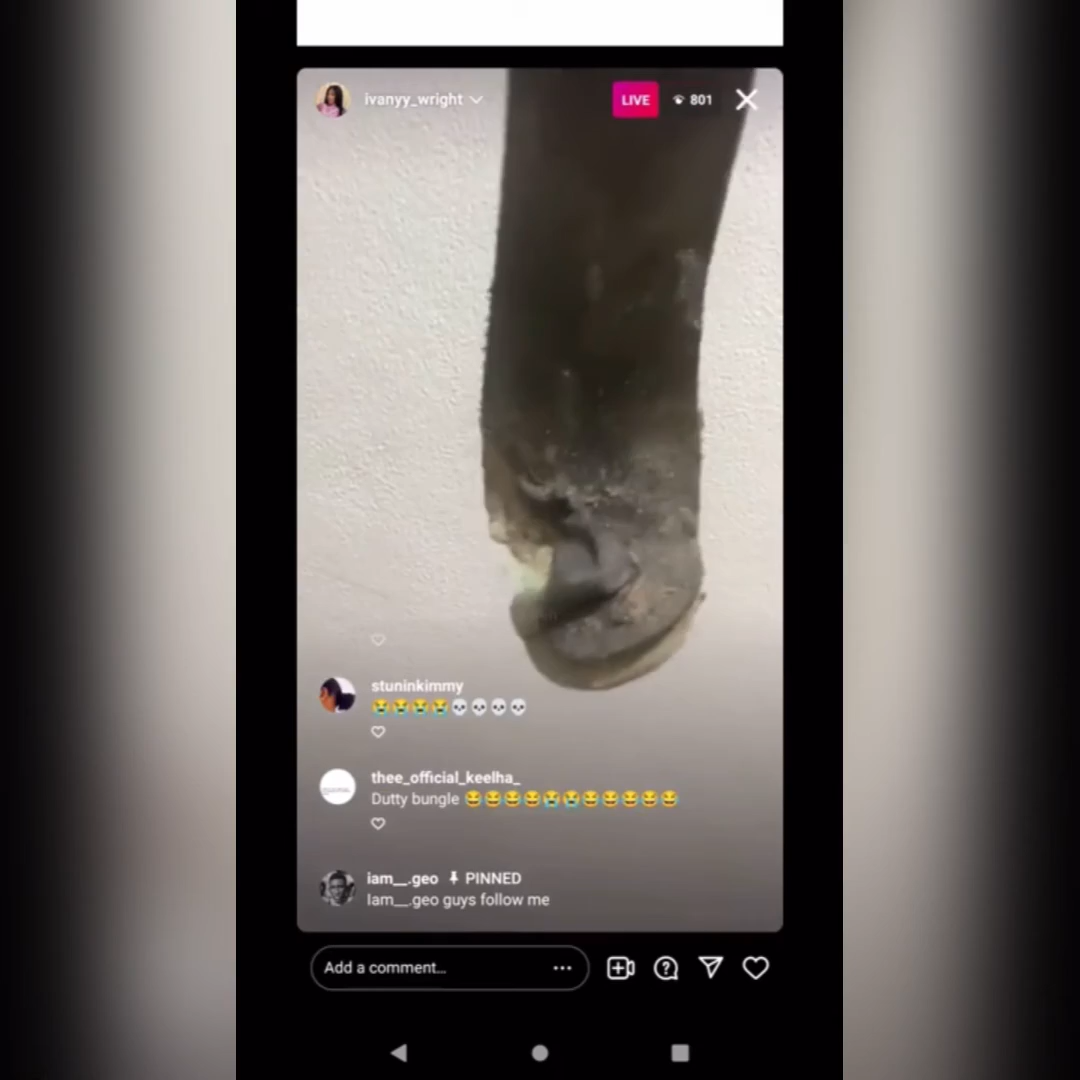 ivanyy_wright
LIVE
801
stuninkimmy
😭😭😭😭💀💀💀💀
thee_official_keelha_
Dutty bungle 😂😂😂😂😭😭😂😂😂😂😂
iam__.geo PINNED
Iam__.geo guys follow me
Add a comment...